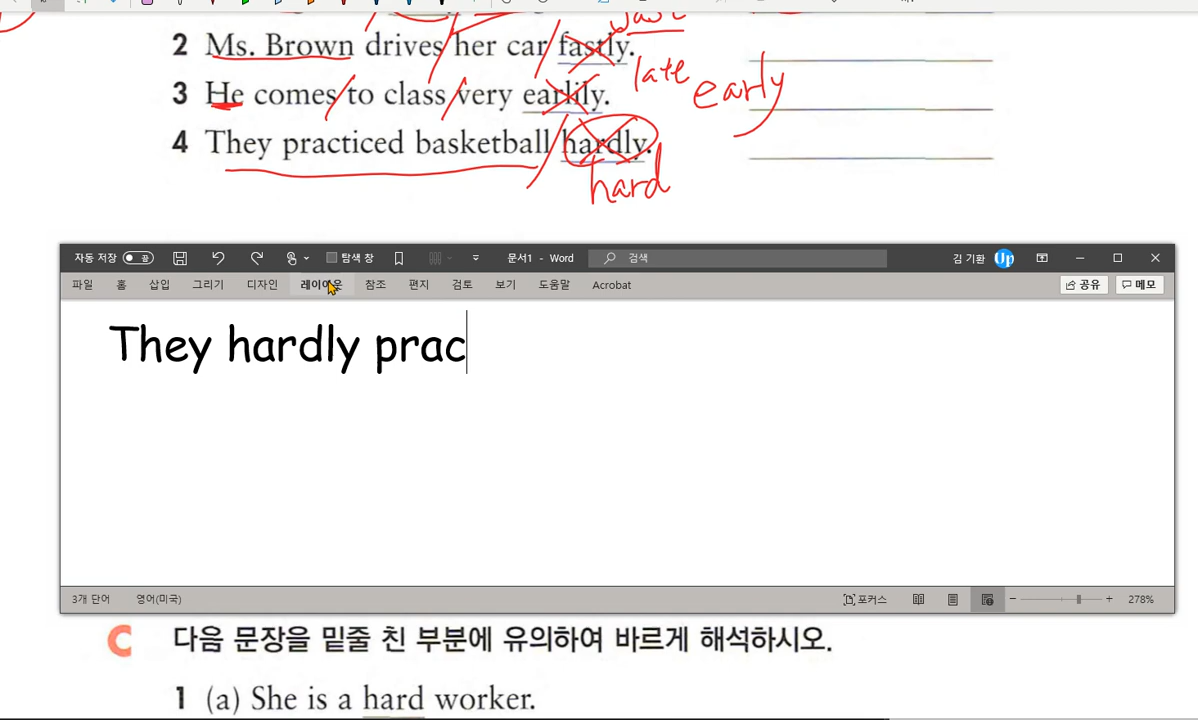 2 Ms. Brown drives her car fastly.
late
3 He comes to class very earlily.
early
4 They practiced basketball hardly.
hard
자동 저장 끌 탐색 창 문서1 - Word 검색 김 기환 Up
파일 홈 삽입 그리기 디자인 레이아웃 참조 편지 검토 보기 도움말 Acrobat 공유 메모
They hardly prac
3개 단어 영어(미국) 포커스 278%
C 다음 문장을 밑줄 친 부분에 유의하여 바르게 해석하시오.
1 (a) She is a hard worker.